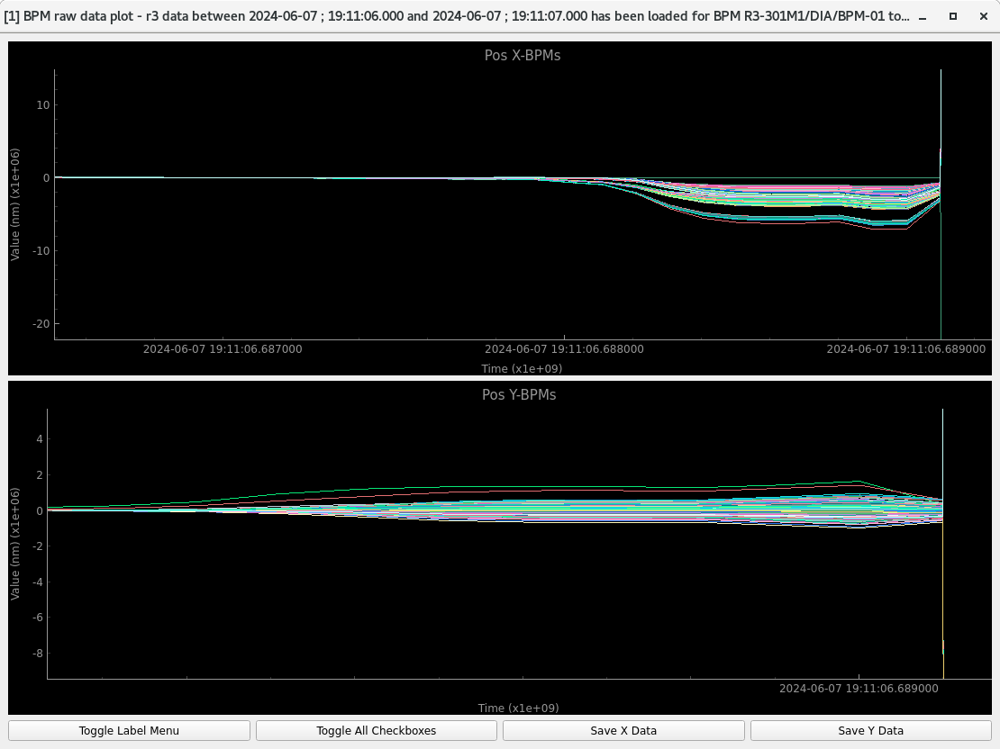 [1] BPM raw data plot - r3 data between 2024-06-07 ; 19:11:06.000 and 2024-06-07 ; 19:11:07.000 has been loaded for BPM R3-301M1/DIA/BPM-01 to...
Pos X-BPMs
Value (nm) (x1e+06)
10
0
-10
-20
2024-06-07 19:11:06.687000
2024-06-07 19:11:06.688000
2024-06-07 19:11:06.689000
Time (x1e+09)
Pos Y-BPMs
Value (nm) (x1e+06)
4
2
0
-2
-4
-6
-8
2024-06-07 19:11:06.689000
Time (x1e+09)
Toggle Label Menu
Toggle All Checkboxes
Save X Data
Save Y Data